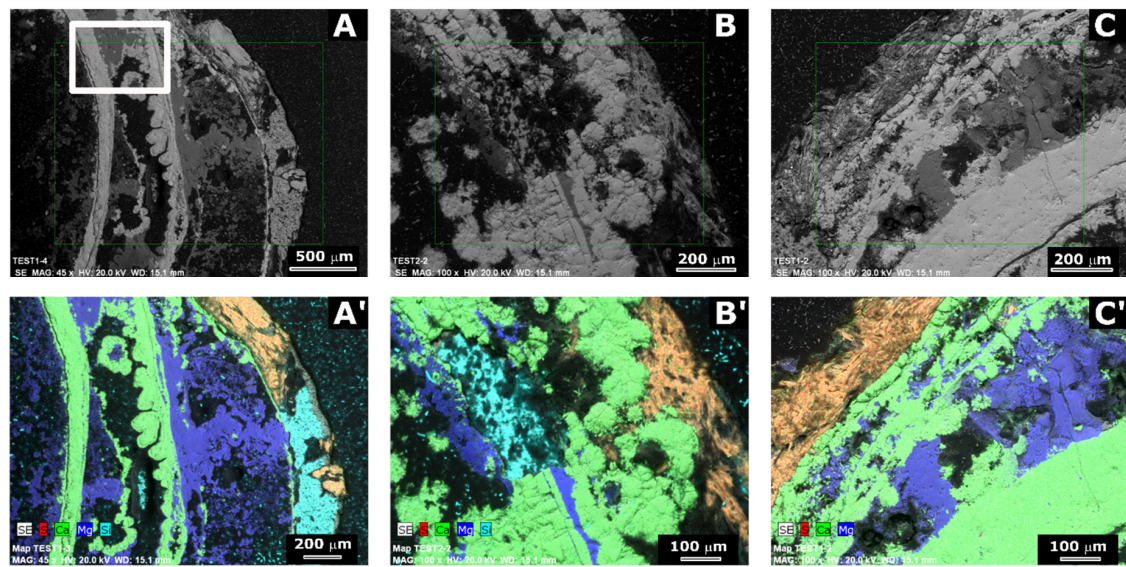 A
TEST1-4
SE MAG: 45 x HV: 20.0 kV WD: 15.1 mm
500 μm
B
TEST2-2
SE MAG: 100 x HV: 20.0 kV WD: 15.1 mm
200 μm
C
TEST1-2
SE MAG: 100 x HV: 20.0 kV WD: 15.1 mm
200 μm
A'
SE S Ca Mg Si
MAG: 45 x HV: 20.0 kV WD: 15.1 mm
200 μm
B'
SE S Ca Mg Si
Map TEST2-2
MAG: 100 x HV: 20.0 kV WD: 15.1 mm
100 μm
C'
SE S Ca Mg
MAG: 100 x HV: 20.0 kV WD: 15.1 mm
100 μm